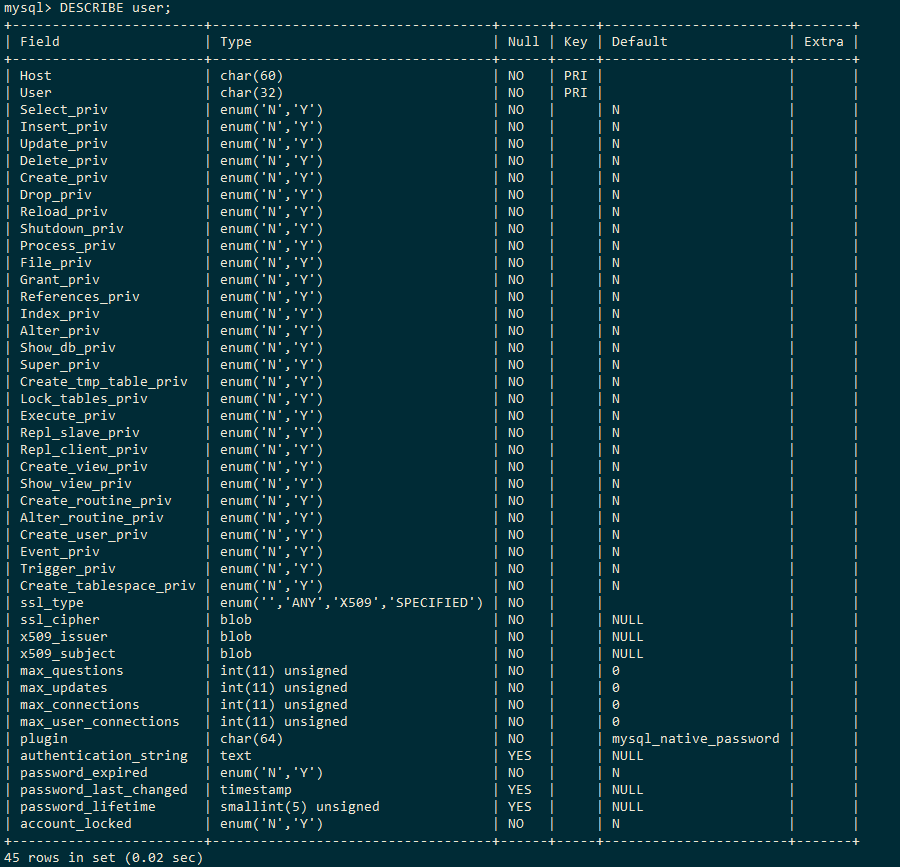 mysql> DESCRIBE user;
+------------------------+-----------------------------------+------+-----+-----------------------+-------+
| Field                  | Type                              | Null | Key | Default               | Extra |
+------------------------+-----------------------------------+------+-----+-----------------------+-------+
| Host                   | char(60)                          | NO   | PRI |                       |       |
| User                   | char(32)                          | NO   | PRI |                       |       |
| Select_priv            | enum('N','Y')                     | NO   |     | N                     |       |
| Insert_priv            | enum('N','Y')                     | NO   |     | N                     |       |
| Update_priv            | enum('N','Y')                     | NO   |     | N                     |       |
| Delete_priv            | enum('N','Y')                     | NO   |     | N                     |       |
| Create_priv            | enum('N','Y')                     | NO   |     | N                     |       |
| Drop_priv              | enum('N','Y')                     | NO   |     | N                     |       |
| Reload_priv            | enum('N','Y')                     | NO   |     | N                     |       |
| Shutdown_priv          | enum('N','Y')                     | NO   |     | N                     |       |
| Process_priv           | enum('N','Y')                     | NO   |     | N                     |       |
| File_priv              | enum('N','Y')                     | NO   |     | N                     |       |
| Grant_priv             | enum('N','Y')                     | NO   |     | N                     |       |
| References_priv        | enum('N','Y')                     | NO   |     | N                     |       |
| Index_priv             | enum('N','Y')                     | NO   |     | N                     |       |
| Alter_priv             | enum('N','Y')                     | NO   |     | N                     |       |
| Show_db_priv           | enum('N','Y')                     | NO   |     | N                     |       |
| Super_priv             | enum('N','Y')                     | NO   |     | N                     |       |
| Create_tmp_table_priv  | enum('N','Y')                     | NO   |     | N                     |       |
| Lock_tables_priv       | enum('N','Y')                     | NO   |     | N                     |       |
| Execute_priv           | enum('N','Y')                     | NO   |     | N                     |       |
| Repl_slave_priv        | enum('N','Y')                     | NO   |     | N                     |       |
| Repl_client_priv       | enum('N','Y')                     | NO   |     | N                     |       |
| Create_view_priv       | enum('N','Y')                     | NO   |     | N                     |       |
| Show_view_priv         | enum('N','Y')                     | NO   |     | N                     |       |
| Create_routine_priv    | enum('N','Y')                     | NO   |     | N                     |       |
| Alter_routine_priv     | enum('N','Y')                     | NO   |     | N                     |       |
| Create_user_priv       | enum('N','Y')                     | NO   |     | N                     |       |
| Event_priv             | enum('N','Y')                     | NO   |     | N                     |       |
| Trigger_priv           | enum('N','Y')                     | NO   |     | N                     |       |
| Create_tablespace_priv | enum('N','Y')                     | NO   |     | N                     |       |
| ssl_type               | enum('','ANY','X509','SPECIFIED') | NO   |     |                       |       |
| ssl_cipher             | blob                              | NO   |     | NULL                  |       |
| x509_issuer            | blob                              | NO   |     | NULL                  |       |
| x509_subject           | blob                              | NO   |     | NULL                  |       |
| max_questions          | int(11) unsigned                  | NO   |     | 0                     |       |
| max_updates            | int(11) unsigned                  | NO   |     | 0                     |       |
| max_connections        | int(11) unsigned                  | NO   |     | 0                     |       |
| max_user_connections   | int(11) unsigned                  | NO   |     | 0                     |       |
| plugin                 | char(64)                          | NO   |     | mysql_native_password |       |
| authentication_string  | text                              | YES  |     | NULL                  |       |
| password_expired       | enum('N','Y')                     | NO   |     | N                     |       |
| password_last_changed  | timestamp                         | YES  |     | NULL                  |       |
| password_lifetime      | smallint(5) unsigned              | YES  |     | NULL                  |       |
| account_locked         | enum('N','Y')                     | NO   |     | N                     |       |
+------------------------+-----------------------------------+------+-----+-----------------------+-------+
45 rows in set (0.02 sec)